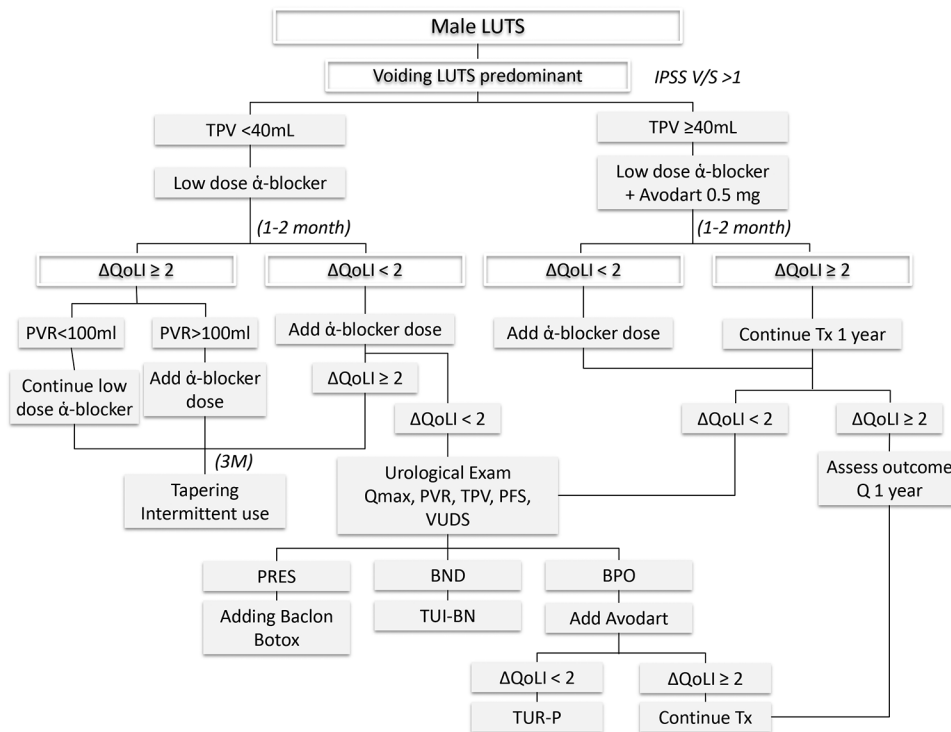 Male LUTS
Voiding LUTS predominant
IPSS V/S >1
TPV <40mL
TPV ≥40mL
Low dose ἀ-blocker
Low dose ἀ-blocker
+ Avodart 0.5 mg
(1-2 month)
(1-2 month)
ΔQoLI ≥ 2
ΔQoLI < 2
ΔQoLI < 2
ΔQoLI ≥ 2
PVR<100ml
PVR>100ml
Add ἀ-blocker dose
Add ἀ-blocker dose
Continue Tx 1 year
Continue low
dose ἀ-blocker
Add ἀ-blocker
dose
ΔQoLI ≥ 2
ΔQoLI < 2
ΔQoLI < 2
ΔQoLI ≥ 2
(3M)
Tapering
Intermittent use
Urological Exam
Qmax, PVR, TPV, PFS,
VUDS
Assess outcome
Q 1 year
PRES
BND
BPO
Adding Baclon
Botox
TUI-BN
Add Avodart
ΔQoLI < 2
ΔQoLI ≥ 2
TUR-P
Continue Tx